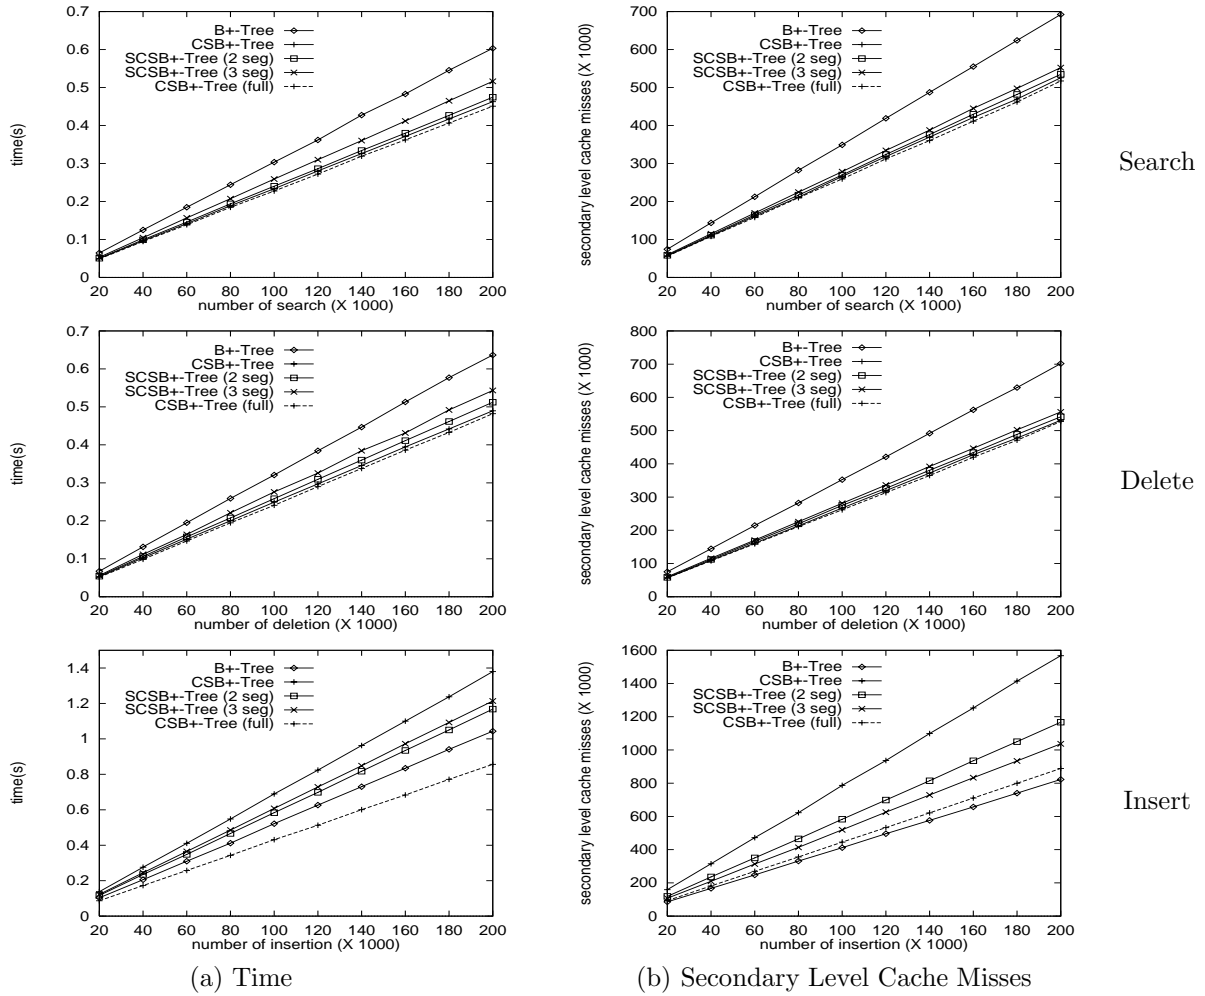 0.7
0.6
0.5
0.4
0.3
0.2
0.1
0
time(s)
B+-Tree
CSB+-Tree
SCSB+-Tree (2 seg)
SCSB+-Tree (3 seg)
CSB+-Tree (full)
20 40 60 80 100 120 140 160 180 200
number of search (X 1000)
700
600
500
400
300
200
100
0
secondary level cache misses (X 1000)
B+-Tree
CSB+-Tree
SCSB+-Tree (2 seg)
SCSB+-Tree (3 seg)
CSB+-Tree (full)
20 40 60 80 100 120 140 160 180 200
number of search (X 1000)
Search
0.7
0.6
0.5
0.4
0.3
0.2
0.1
0
time(s)
B+-Tree
CSB+-Tree
SCSB+-Tree (2 seg)
SCSB+-Tree (3 seg)
CSB+-Tree (full)
20 40 60 80 100 120 140 160 180 200
number of deletion (X 1000)
800
700
600
500
400
300
200
100
0
secondary level cache misses (X 1000)
B+-Tree
CSB+-Tree
SCSB+-Tree (2 seg)
SCSB+-Tree (3 seg)
CSB+-Tree (full)
20 40 60 80 100 120 140 160 180 200
number of deletion (X 1000)
Delete
1.4
1.2
1
0.8
0.6
0.4
0.2
0
time(s)
B+-Tree
CSB+-Tree
SCSB+-Tree (2 seg)
SCSB+-Tree (3 seg)
CSB+-Tree (full)
20 40 60 80 100 120 140 160 180 200
number of insertion (X 1000)
1600
1400
1200
1000
800
600
400
200
0
secondary level cache misses (X 1000)
B+-Tree
CSB+-Tree
SCSB+-Tree (2 seg)
SCSB+-Tree (3 seg)
CSB+-Tree (full)
20 40 60 80 100 120 140 160 180 200
number of insertion (X 1000)
Insert
(a) Time
(b) Secondary Level Cache Misses